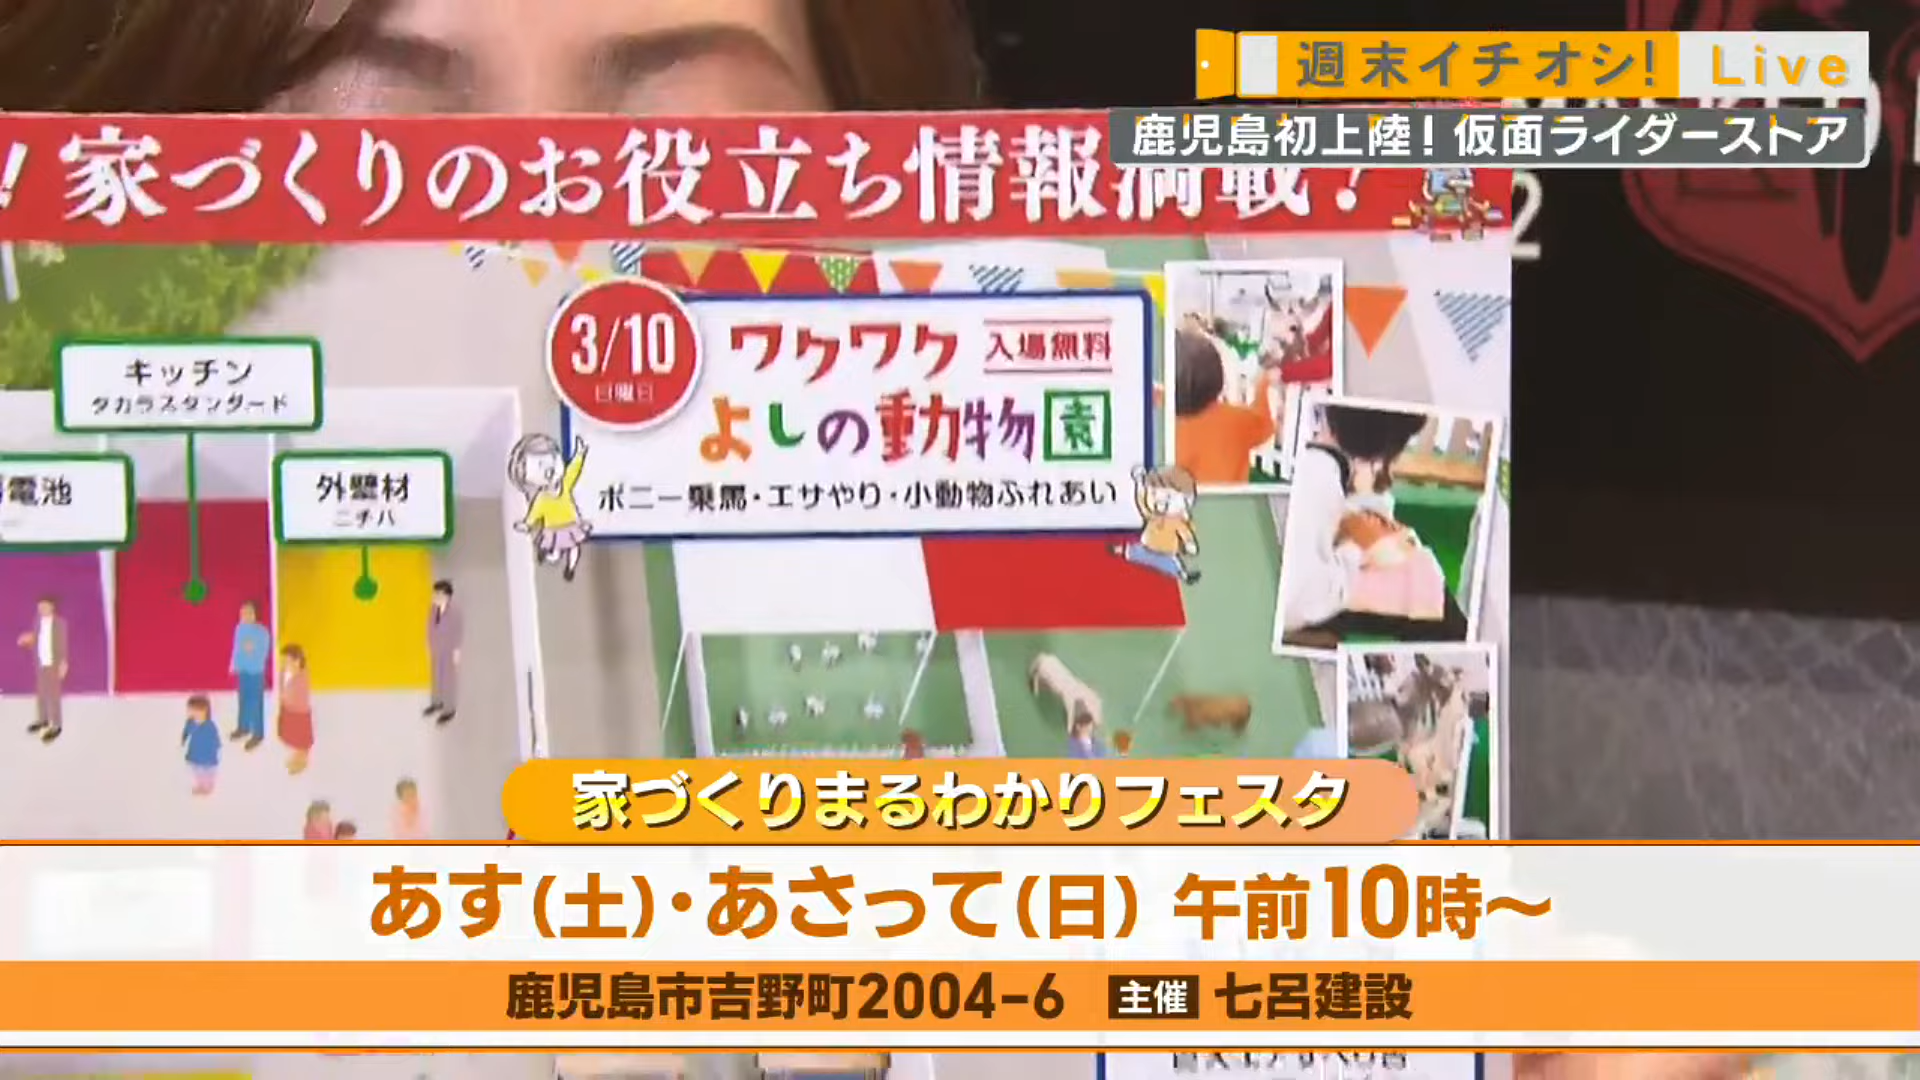 週末イチオシ! Live
鹿児島初上陸!仮面ライダーストア
!家づくりのお役立ち情報満載!
2
3/10
日曜日
ワクワク
入場無料
よしの動物園
ポニー乗馬・エサやり・小動物ふれあい
キッチン
タカラスタンダード
電池
外壁材
ニチハ
家づくりまるわかりフェスタ
あす(土)・あさって(日) 午前10時〜
鹿児島市吉野町2004-6 主催 七呂建設